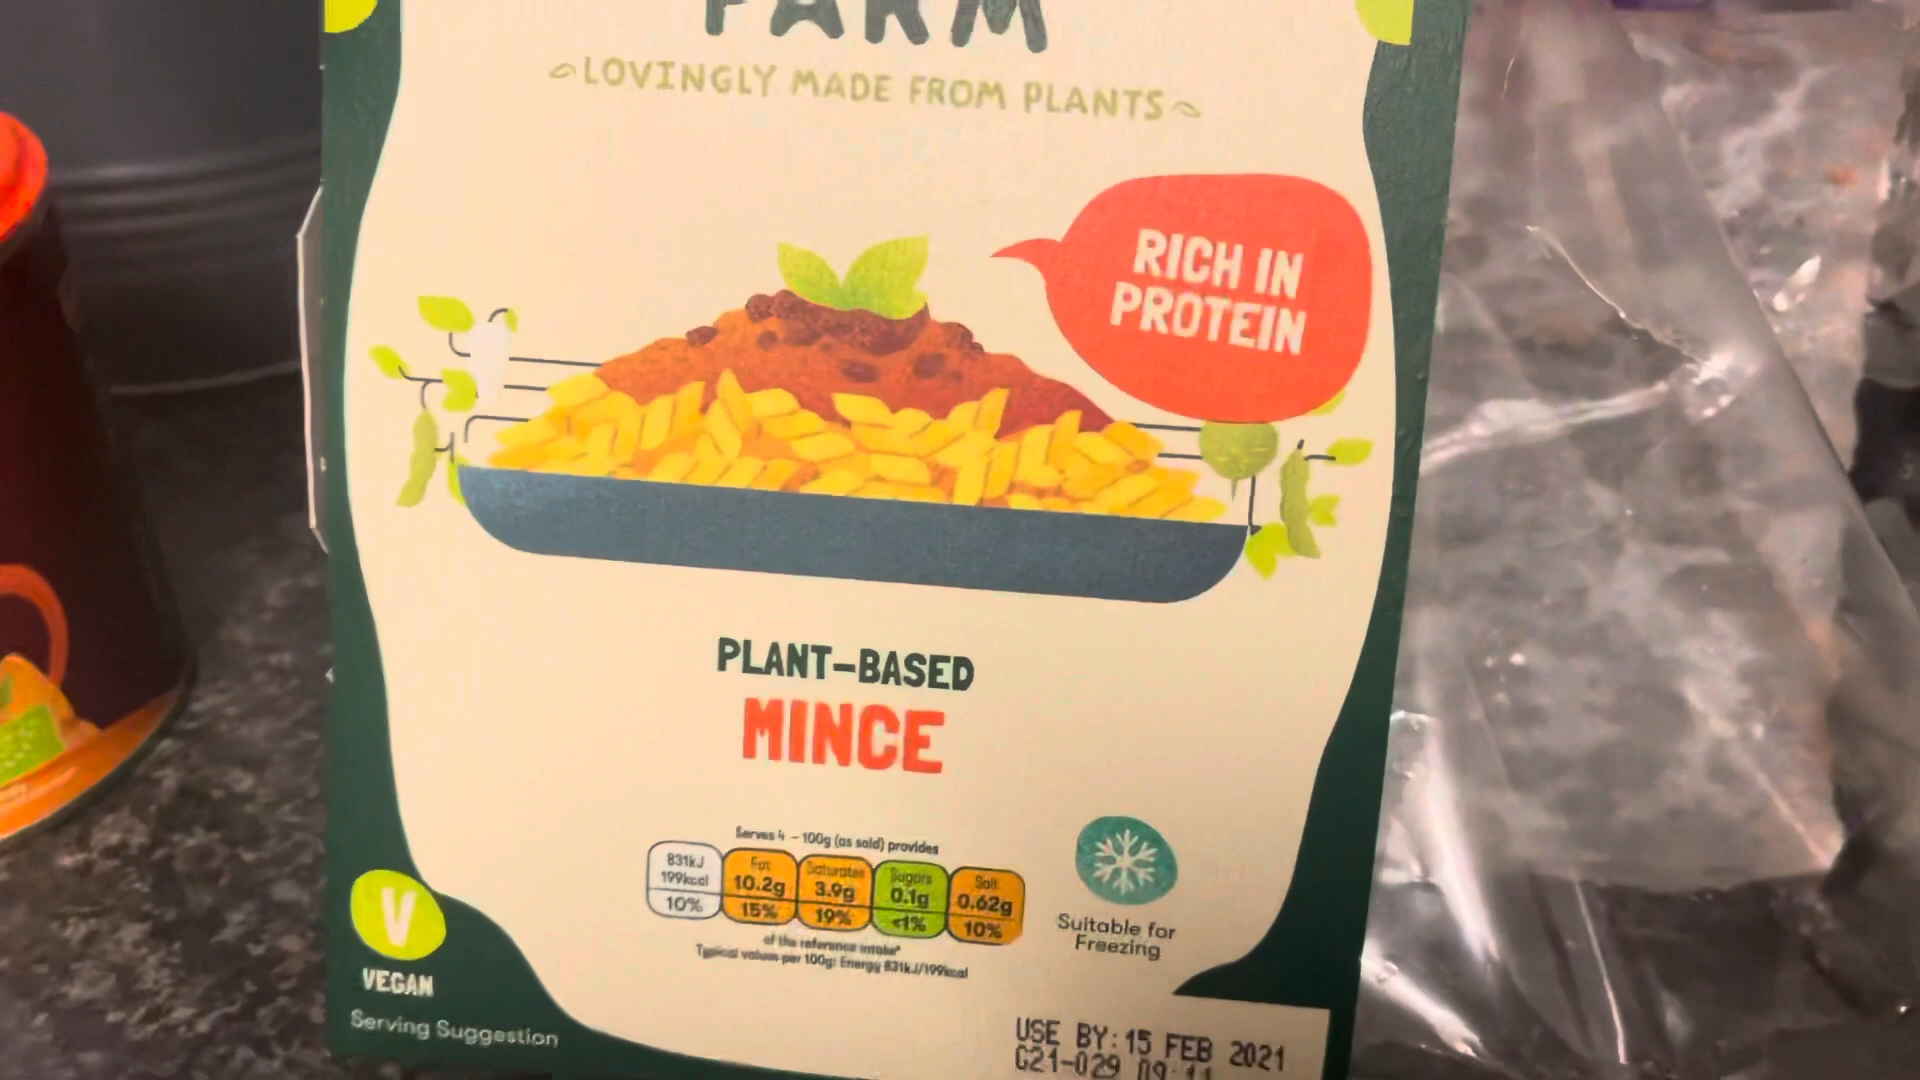 FARM
LOVINGLY MADE FROM PLANTS
RICH IN
PROTEIN
PLANT-BASED
MINCE
Serves 4 - 100g (as sold) provides
831kJ
199kcal
10%
Fat
10.2g
15%
Saturates
3.9g
19%
Sugars
0.1g
<1%
Salt
0.62g
10%
of the reference intake*
Typical values per 100g: Energy 831kJ/199kcal
Suitable for
Freezing
V
VEGAN
Serving Suggestion
USE BY: 15 FEB 2021
G21-029 09:11